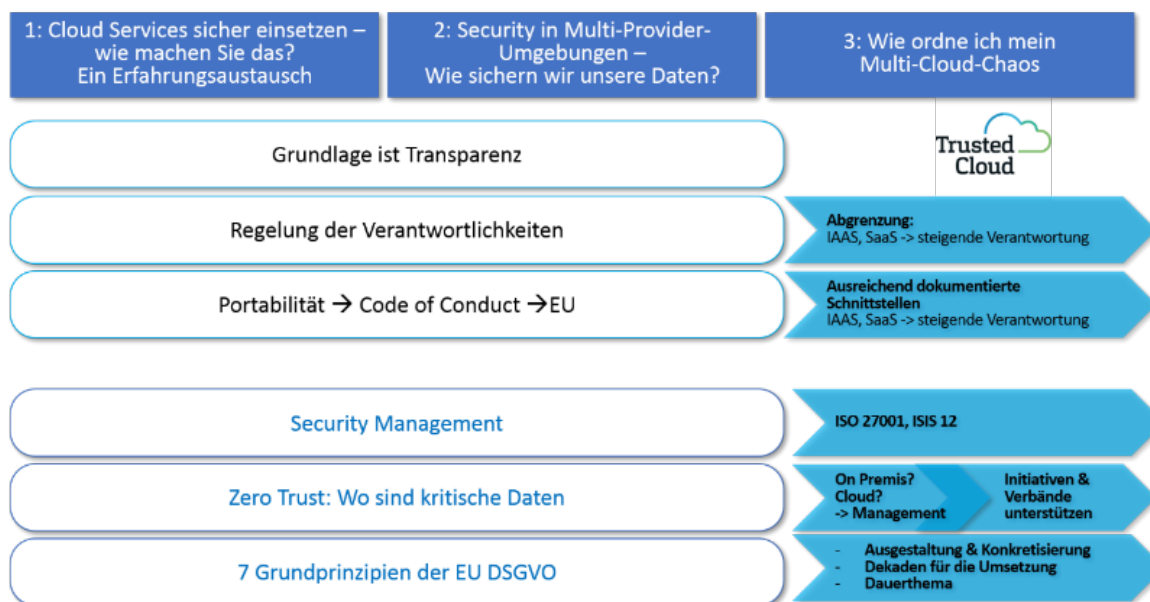 1: Cloud Services sicher einsetzen –
wie machen Sie das?
Ein Erfahrungsaustausch
2: Security in Multi-Provider-
Umgebungen –
Wie sichern wir unsere Daten?
3: Wie ordne ich mein
Multi-Cloud-Chaos
Trusted
Cloud
Grundlage ist Transparenz
Regelung der Verantwortlichkeiten
Abgrenzung:
IAAS, SaaS -> steigende Verantwortung
Portabilität → Code of Conduct →EU
Ausreichend dokumentierte
Schnittstellen
IAAS, SaaS -> steigende Verantwortung
Security Management
ISO 27001, ISIS 12
Zero Trust: Wo sind kritische Daten
On Premis?
Cloud?
-> Management
Initiativen &
Verbände
unterstützen
7 Grundprinzipien der EU DSGVO
- Ausgestaltung & Konkretisierung
- Dekaden für die Umsetzung
- Dauerthema